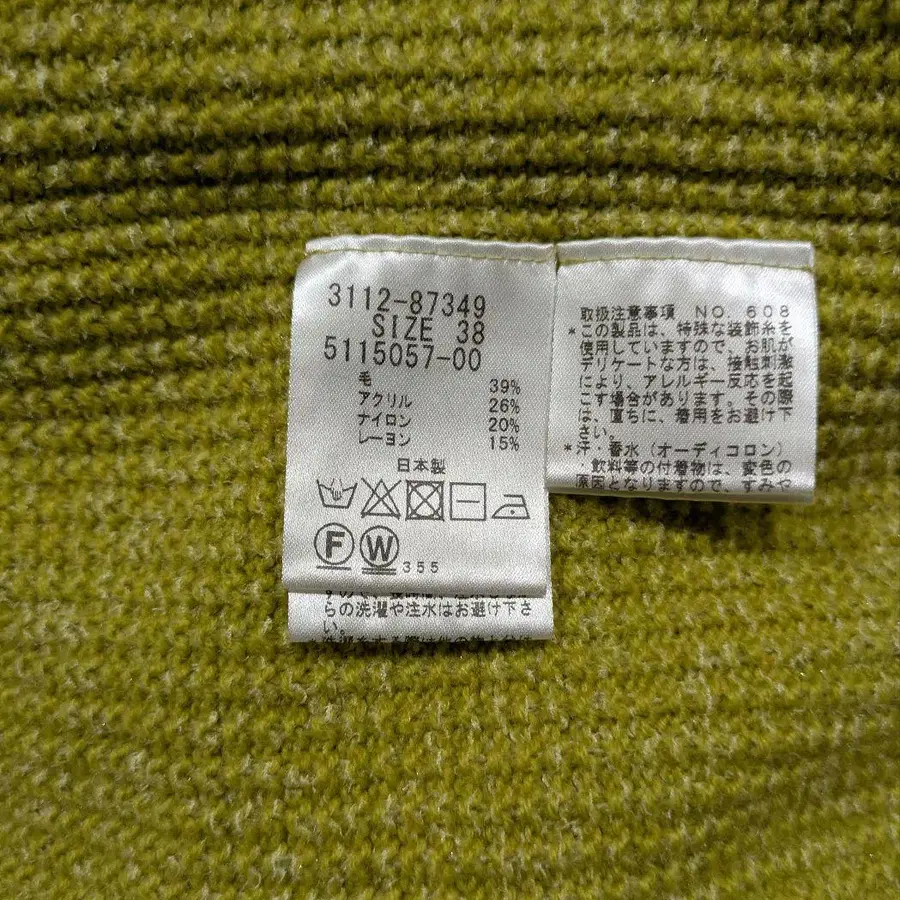 3112-87349
SIZE 38
5115057-00
毛 39%
アクリル 26%
ナイロン 20%
レーヨン 15%
日本製
F W 355
らの洗濯や注水はお避け下さ
い。
取扱注意事項 NO. 608
*この製品は、特殊な装飾糸を
使用していますので、お肌が
デリケートな方は、接触刺激
により、アレルギー反応を起
こす場合があります。その際
は、直ちに、着用をお避け下
さい。
*汗・香水(オーディコロン)
・飲料等の付着物は、変色の
原因となりますので、すみや